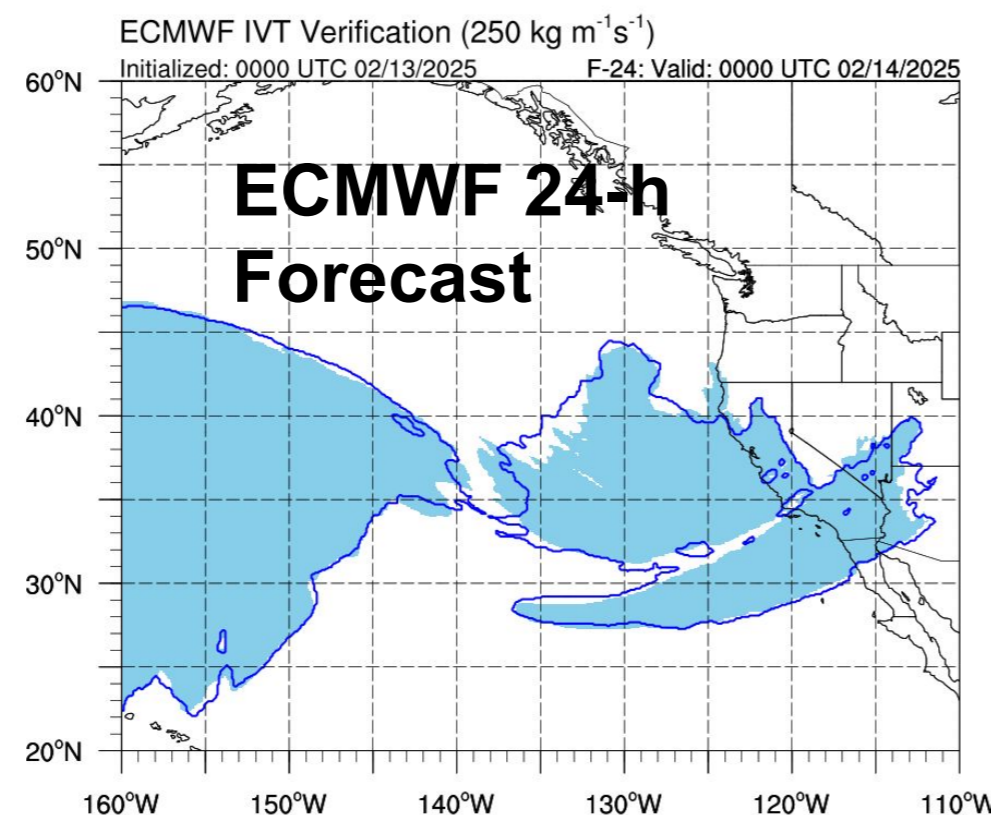 ECMWF IVT Verification (250 kg m⁻¹s⁻¹)
Initialized: 0000 UTC 02/13/2025 F-24: Valid: 0000 UTC 02/14/2025
60°N
ECMWF 24-h
Forecast
50°N
40°N
30°N
20°N
160°W 150°W 140°W 130°W 120°W 110°W